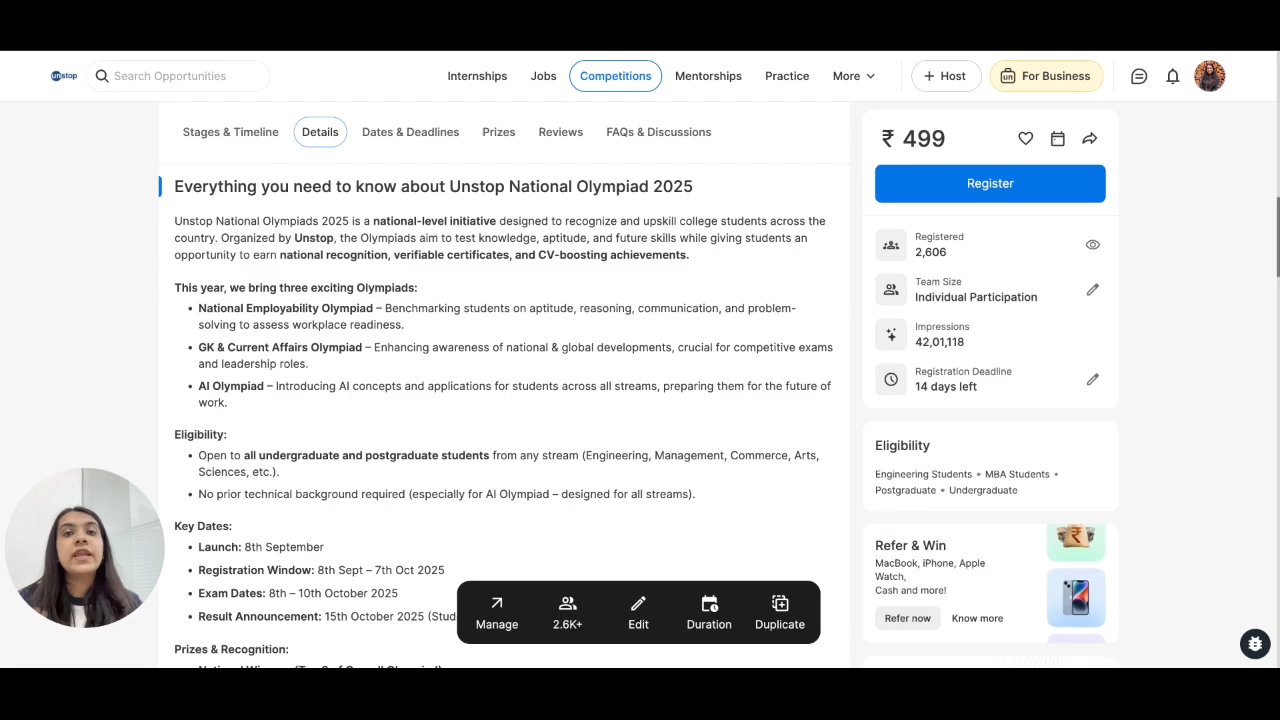 unstop
Search Opportunities
Internships
Jobs
Competitions
Mentorships
Practice
More
+ Host
un
For Business
Stages & Timeline
Details
Dates & Deadlines
Prizes
Reviews
FAQs & Discussions
Everything you need to know about Unstop National Olympiad 2025
Unstop National Olympiads 2025 is a national-level initiative designed to recognize and upskill college students across the
country. Organized by Unstop, the Olympiads aim to test knowledge, aptitude, and future skills while giving students an
opportunity to earn national recognition, verifiable certificates, and CV-boosting achievements.
This year, we bring three exciting Olympiads:
• National Employability Olympiad – Benchmarking students on aptitude, reasoning, communication, and problem-
solving to assess workplace readiness.
• GK & Current Affairs Olympiad – Enhancing awareness of national & global developments, crucial for competitive exams
and leadership roles.
• AI Olympiad – Introducing AI concepts and applications for students across all streams, preparing them for the future of
work.
Eligibility:
• Open to all undergraduate and postgraduate students from any stream (Engineering, Management, Commerce, Arts,
Sciences, etc.).
• No prior technical background required (especially for AI Olympiad – designed for all streams).
Key Dates:
• Launch: 8th September
• Registration Window: 8th Sept – 7th Oct 2025
• Exam Dates: 8th – 10th October 2025
• Result Announcement: 15th October 2025 (Stud
Prizes & Recognition:
Manage
2.6K+
Edit
Duration
Duplicate
₹ 499
Register
Registered
2,606
Team Size
Individual Participation
Impressions
42,01,118
Registration Deadline
14 days left
Eligibility
Engineering Students • MBA Students •
Postgraduate • Undergraduate
Refer & Win
MacBook, iPhone, Apple
Watch,
Cash and more!
Refer now
Know more